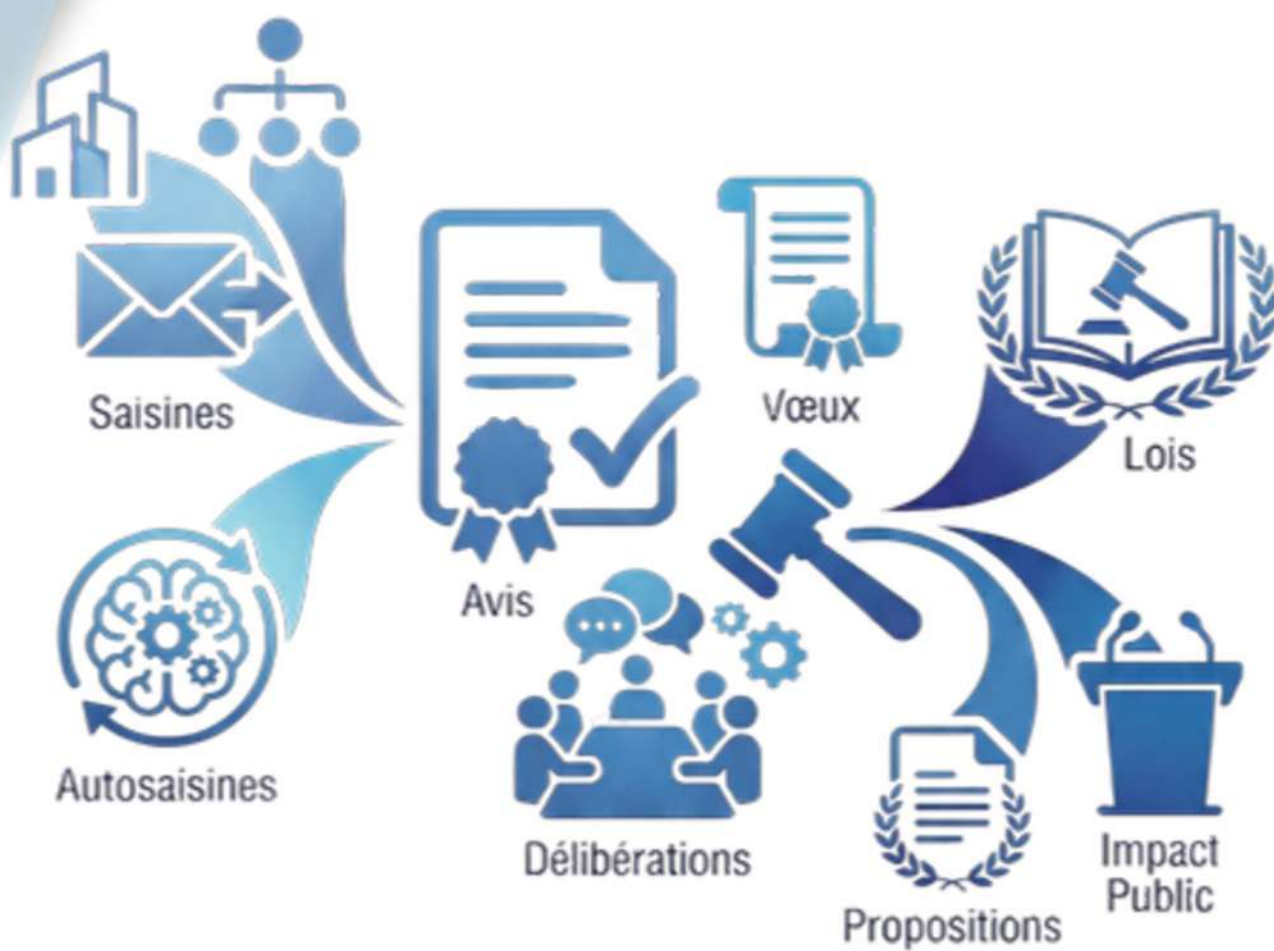 Saisines
Autosaisines
Avis
Vœux
Délibérations
Lois
Propositions
Impact
Public